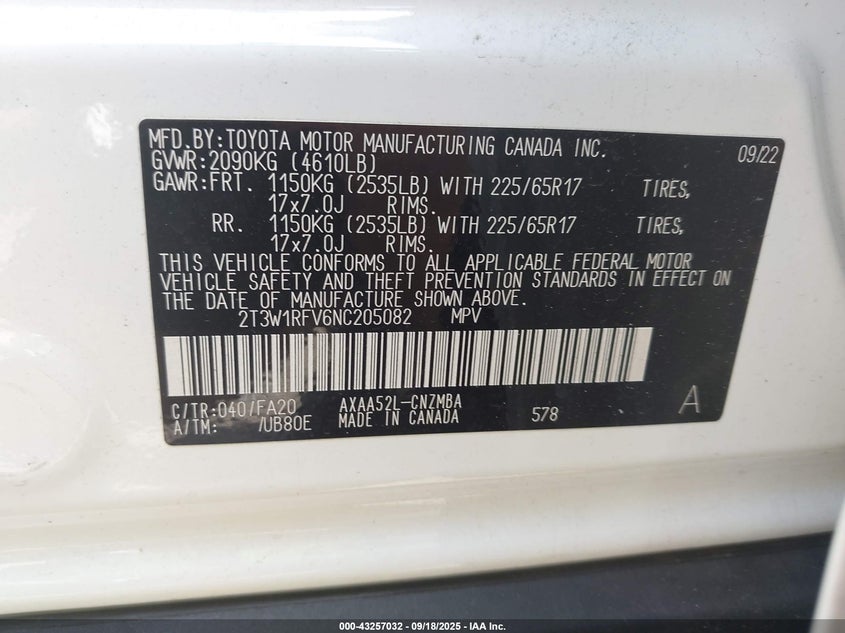 MFD.BY:TOYOTA MOTOR MANUFACTURING CANADA INC. 09/22
GVWR:2090KG (4610LB)
GAWR:FRT. 1150KG (2535LB) WITH 225/65R17 TIRES,
17x7.0J RIMS.
RR. 1150KG (2535LB) WITH 225/65R17 TIRES,
17x7.0J RIMS.
THIS VEHICLE CONFORMS TO ALL APPLICABLE FEDERAL MOTOR
VEHICLE SAFETY AND THEFT PREVENTION STANDARDS IN EFFECT ON
THE DATE OF MANUFACTURE SHOWN ABOVE.
2T3W1RFV6NC205082 MPV
C/TR:040/FA20 AXAA52L-CNZMBA
A/TM: /UB80E MADE IN CANADA 578 A
000-43257032 - 09/18/2025 - IAA Inc.